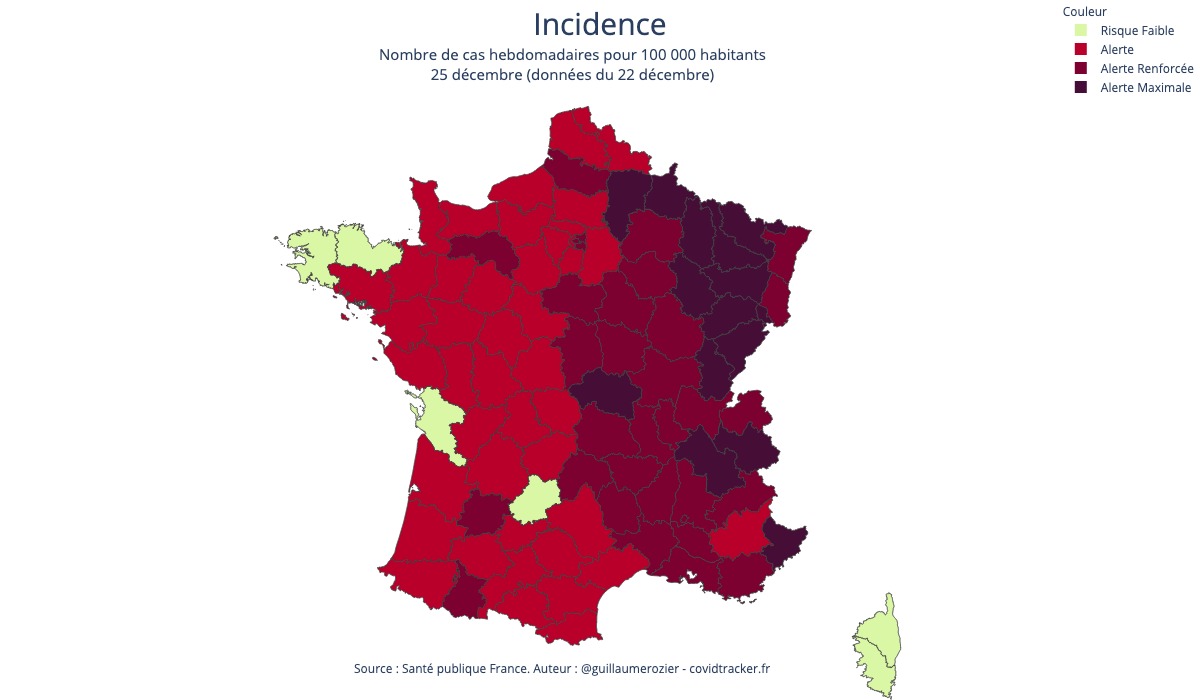 Incidence
Nombre de cas hebdomadaires pour 100 000 habitants
25 décembre (données du 22 décembre)
Couleur
Risque Faible
Alerte
Alerte Renforcée
Alerte Maximale
Source : Santé publique France. Auteur : @guillaumerozier - covidtracker.fr